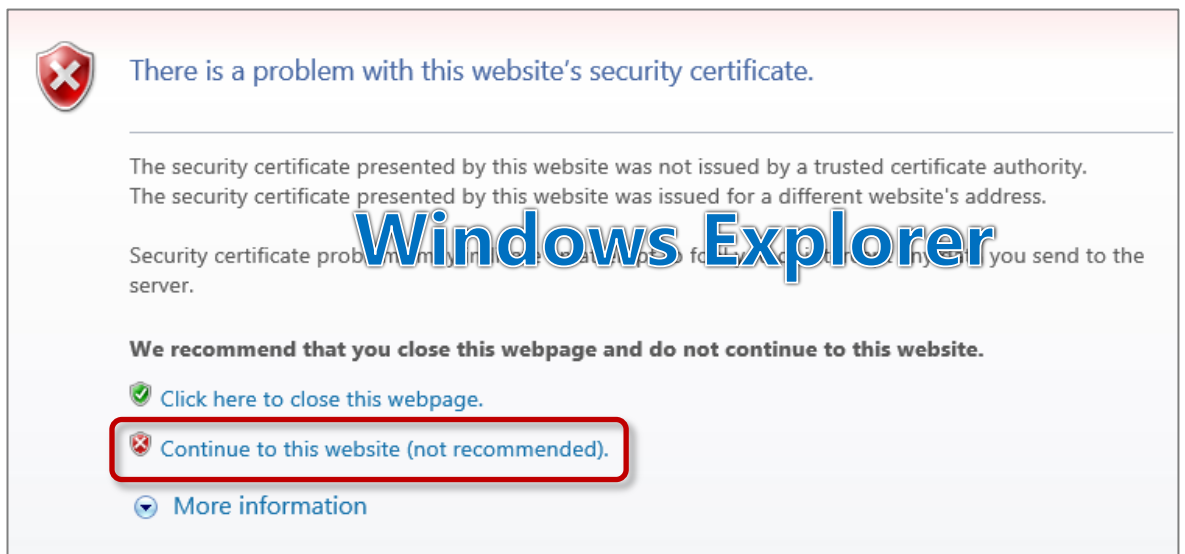 There is a problem with this website’s security certificate.
The security certificate presented by this website was not issued by a trusted certificate authority.
The security certificate presented by this website was issued for a different website's address.
Windows Explorer
Security certificate you send to the
server.
We recommend that you close this webpage and do not continue to this website.
Click here to close this webpage.
Continue to this website (not recommended).
More information